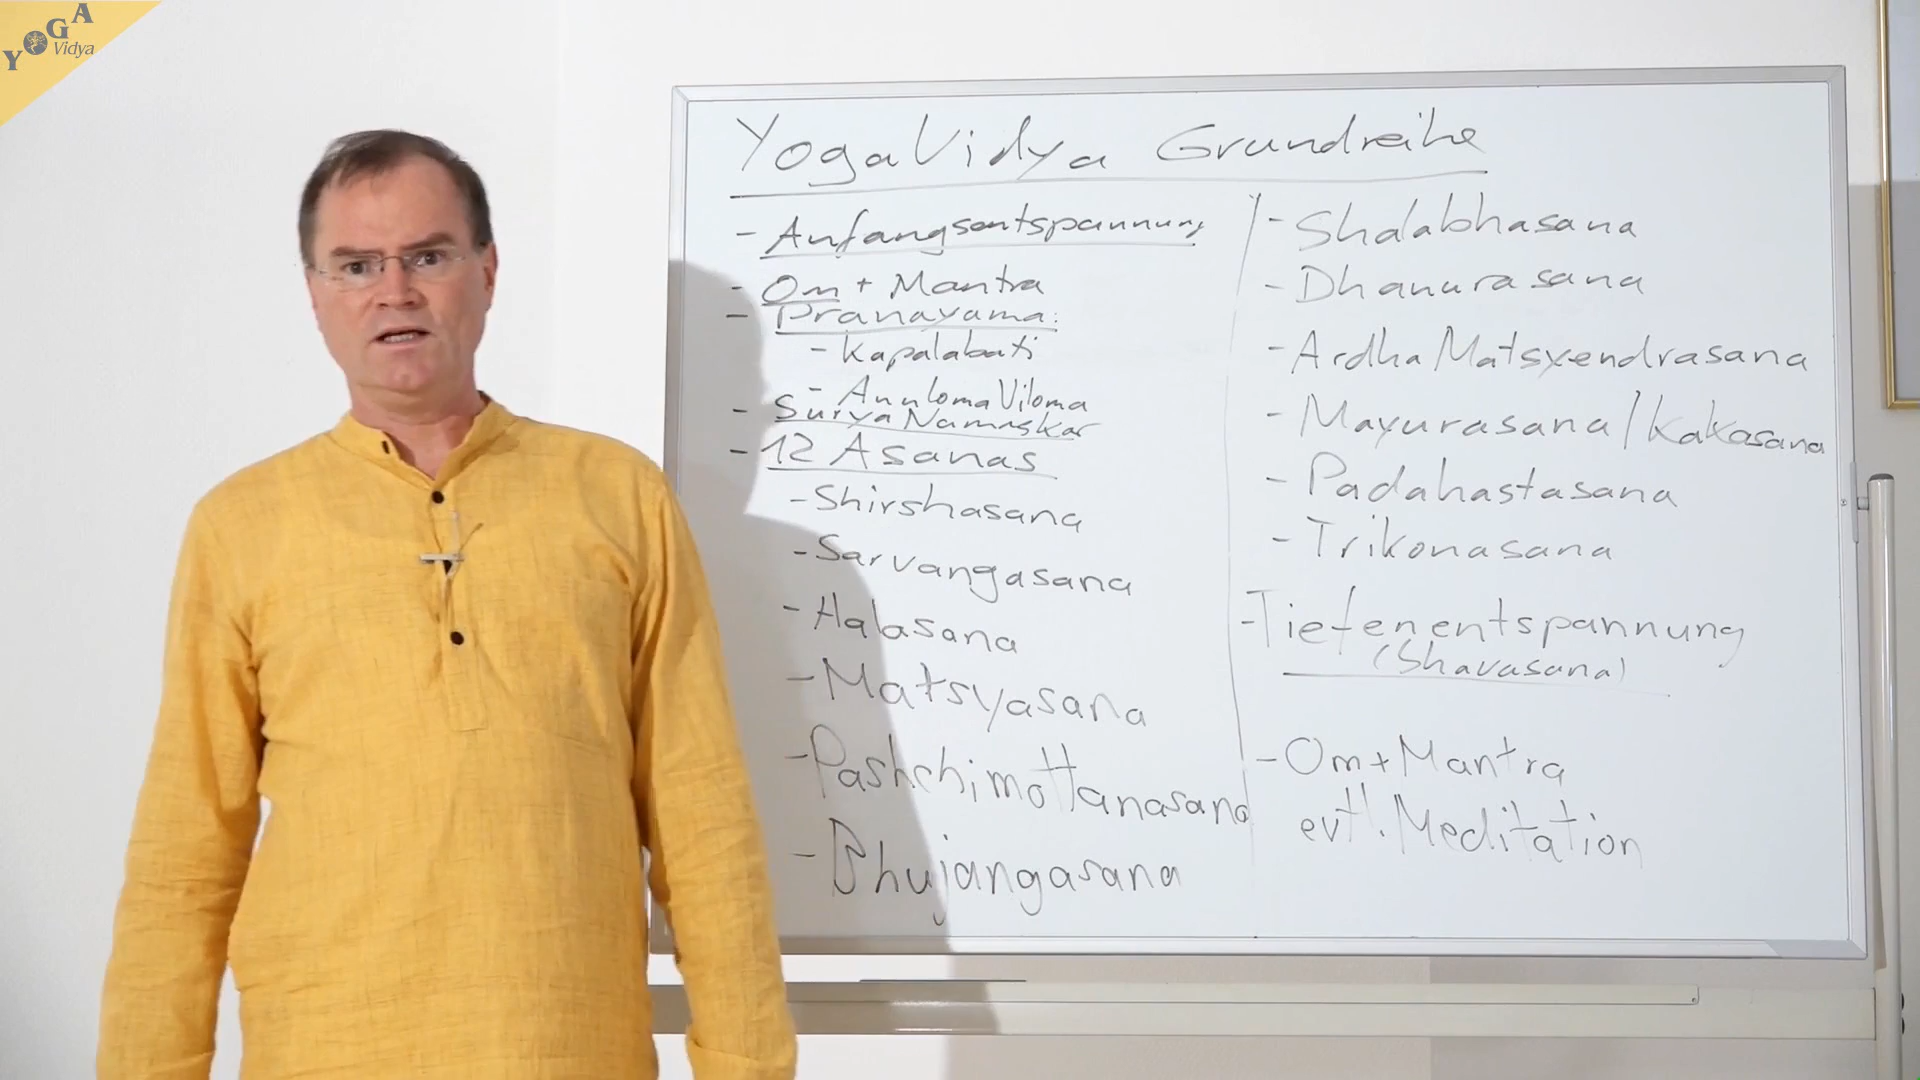 YOGA
Vidya
Yoga Vidya Grundreihe
- Anfangsentspannung
- Om + Mantra
- Pranayama:
- Kapalabati
- Anuloma Viloma
- Surya Namaskar
- 12 Asanas
- Shirshasana
- Sarvangasana
- Halasana
- Matsyasana
- Pashchimottanasana
- Bhujangasana
- Shalabhasana
- Dhanurasana
- Ardha Matsyendrasana
- Mayurasana / Kakasana
- Padahastasana
- Trikonasana
- Tiefenentspannung
(Shavasana)
- Om + Mantra
evtl. Meditation